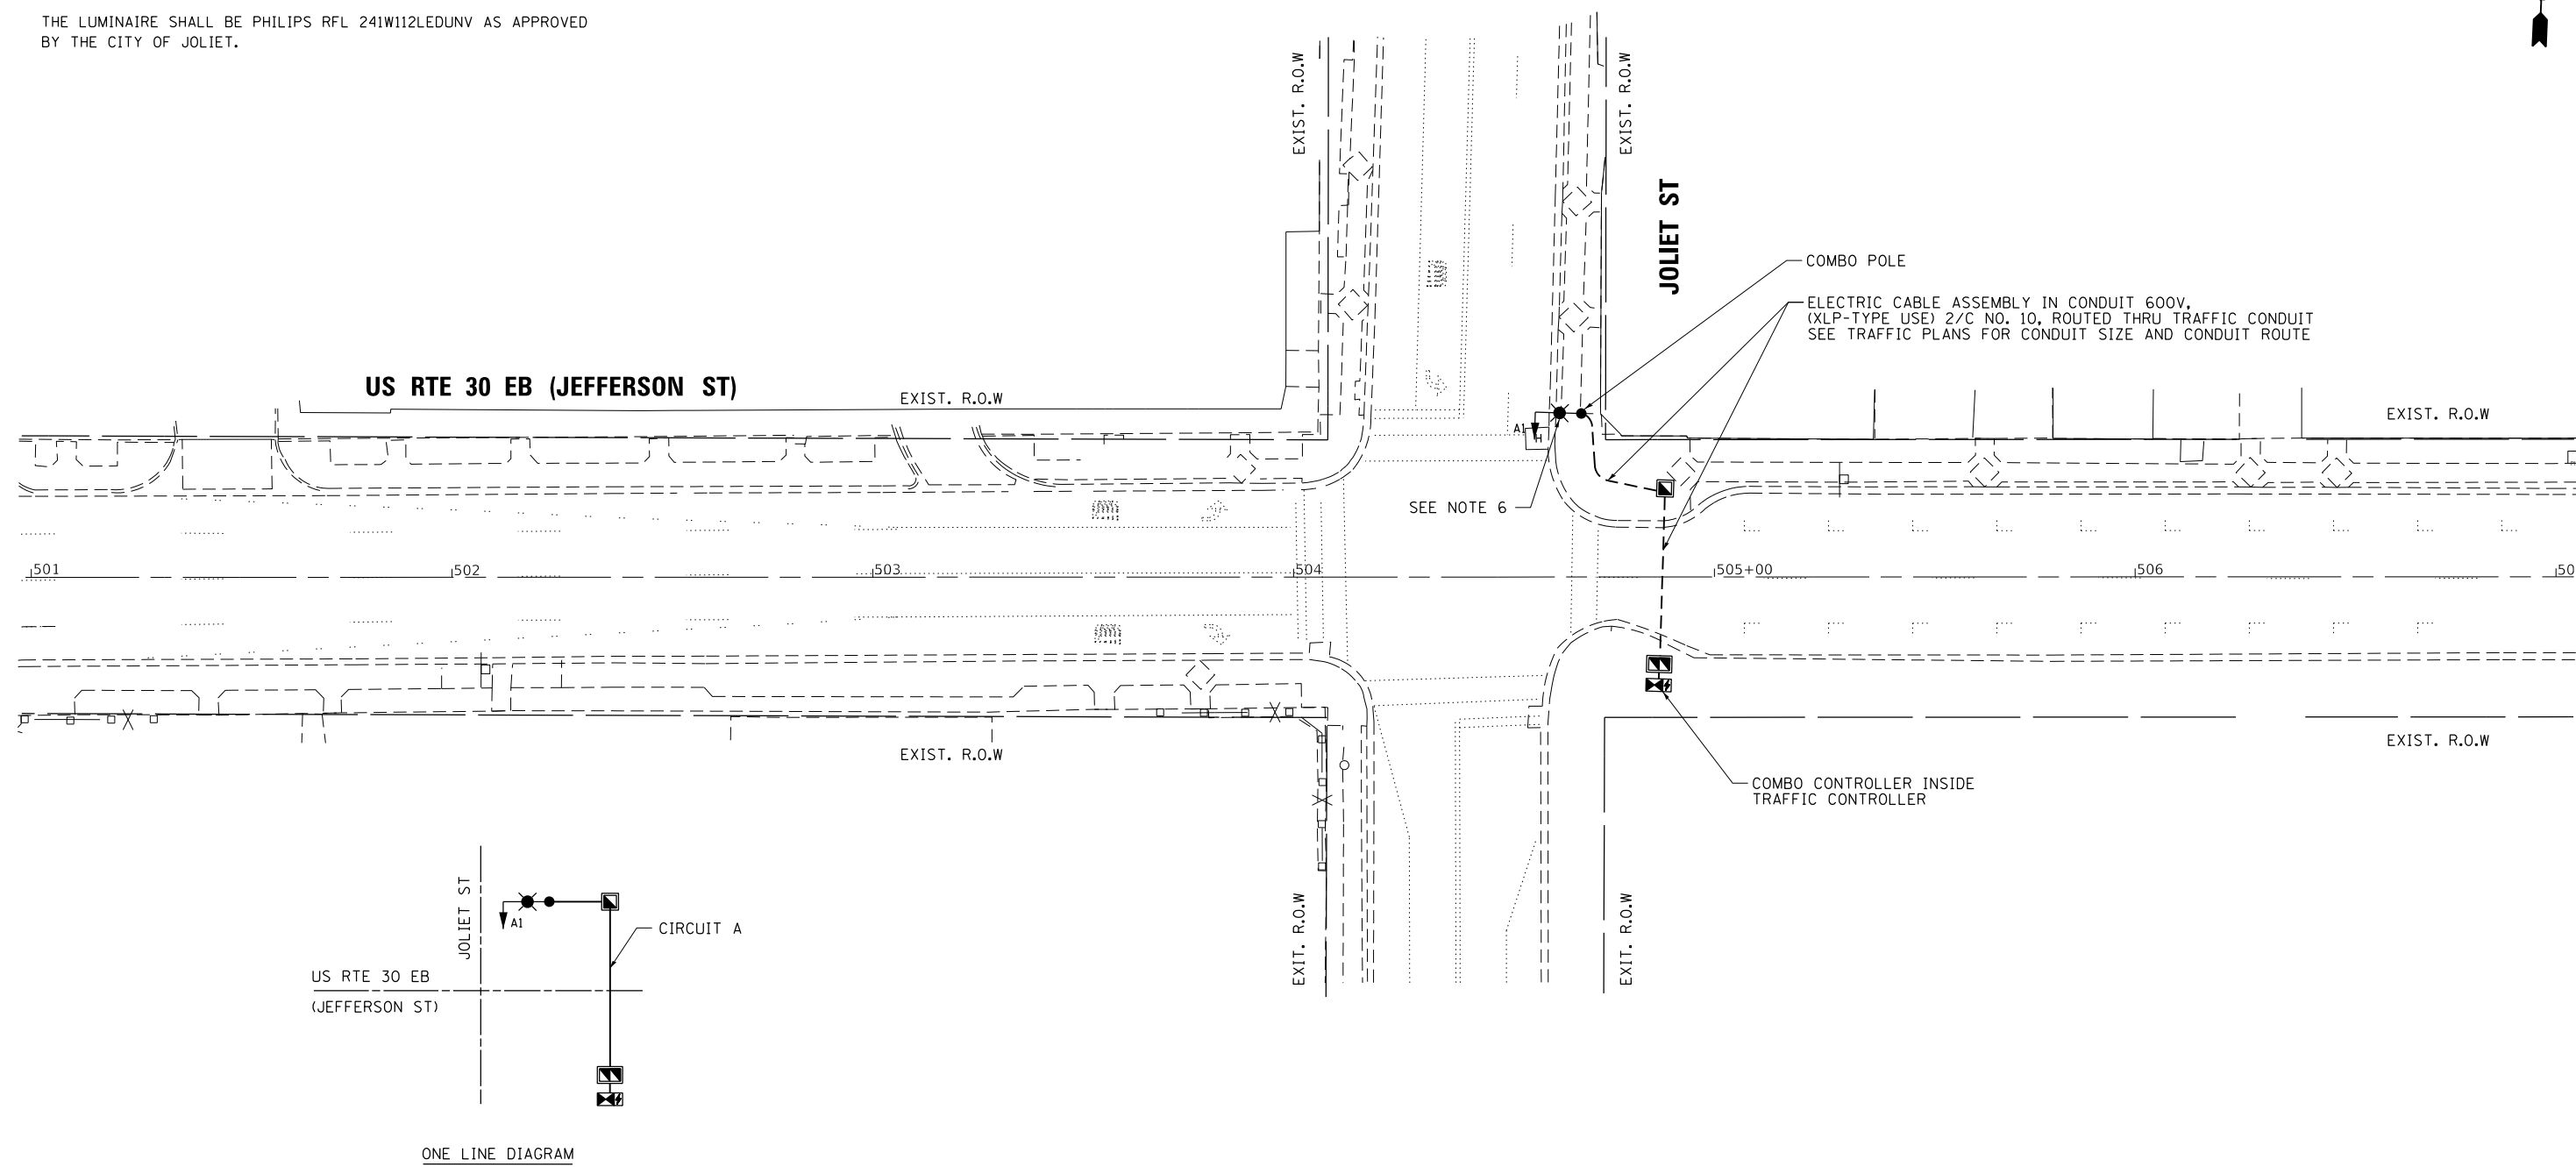 THE LUMINAIRE SHALL BE PHILIPS RFL 241W112LEDUNV AS APPROVED
BY THE CITY OF JOLIET.
EXIST. R.O.W
EXIST. R.O.W
JOLIET ST
COMBO POLE
ELECTRIC CABLE ASSEMBLY IN CONDUIT 600V,
(XLP-TYPE USE) 2/C NO. 10, ROUTED THRU TRAFFIC CONDUIT
SEE TRAFFIC PLANS FOR CONDUIT SIZE AND CONDUIT ROUTE
US RTE 30 EB (JEFFERSON ST)
EXIST. R.O.W
EXIST. R.O.W
A1
SEE NOTE 6
501
502
503
504
505+00
506
50
EXIST. R.O.W
EXIST. R.O.W
COMBO CONTROLLER INSIDE
TRAFFIC CONTROLLER
EXIT. R.O.W
EXIT. R.O.W
JOLIET ST
A1
CIRCUIT A
US RTE 30 EB
(JEFFERSON ST)
ONE LINE DIAGRAM